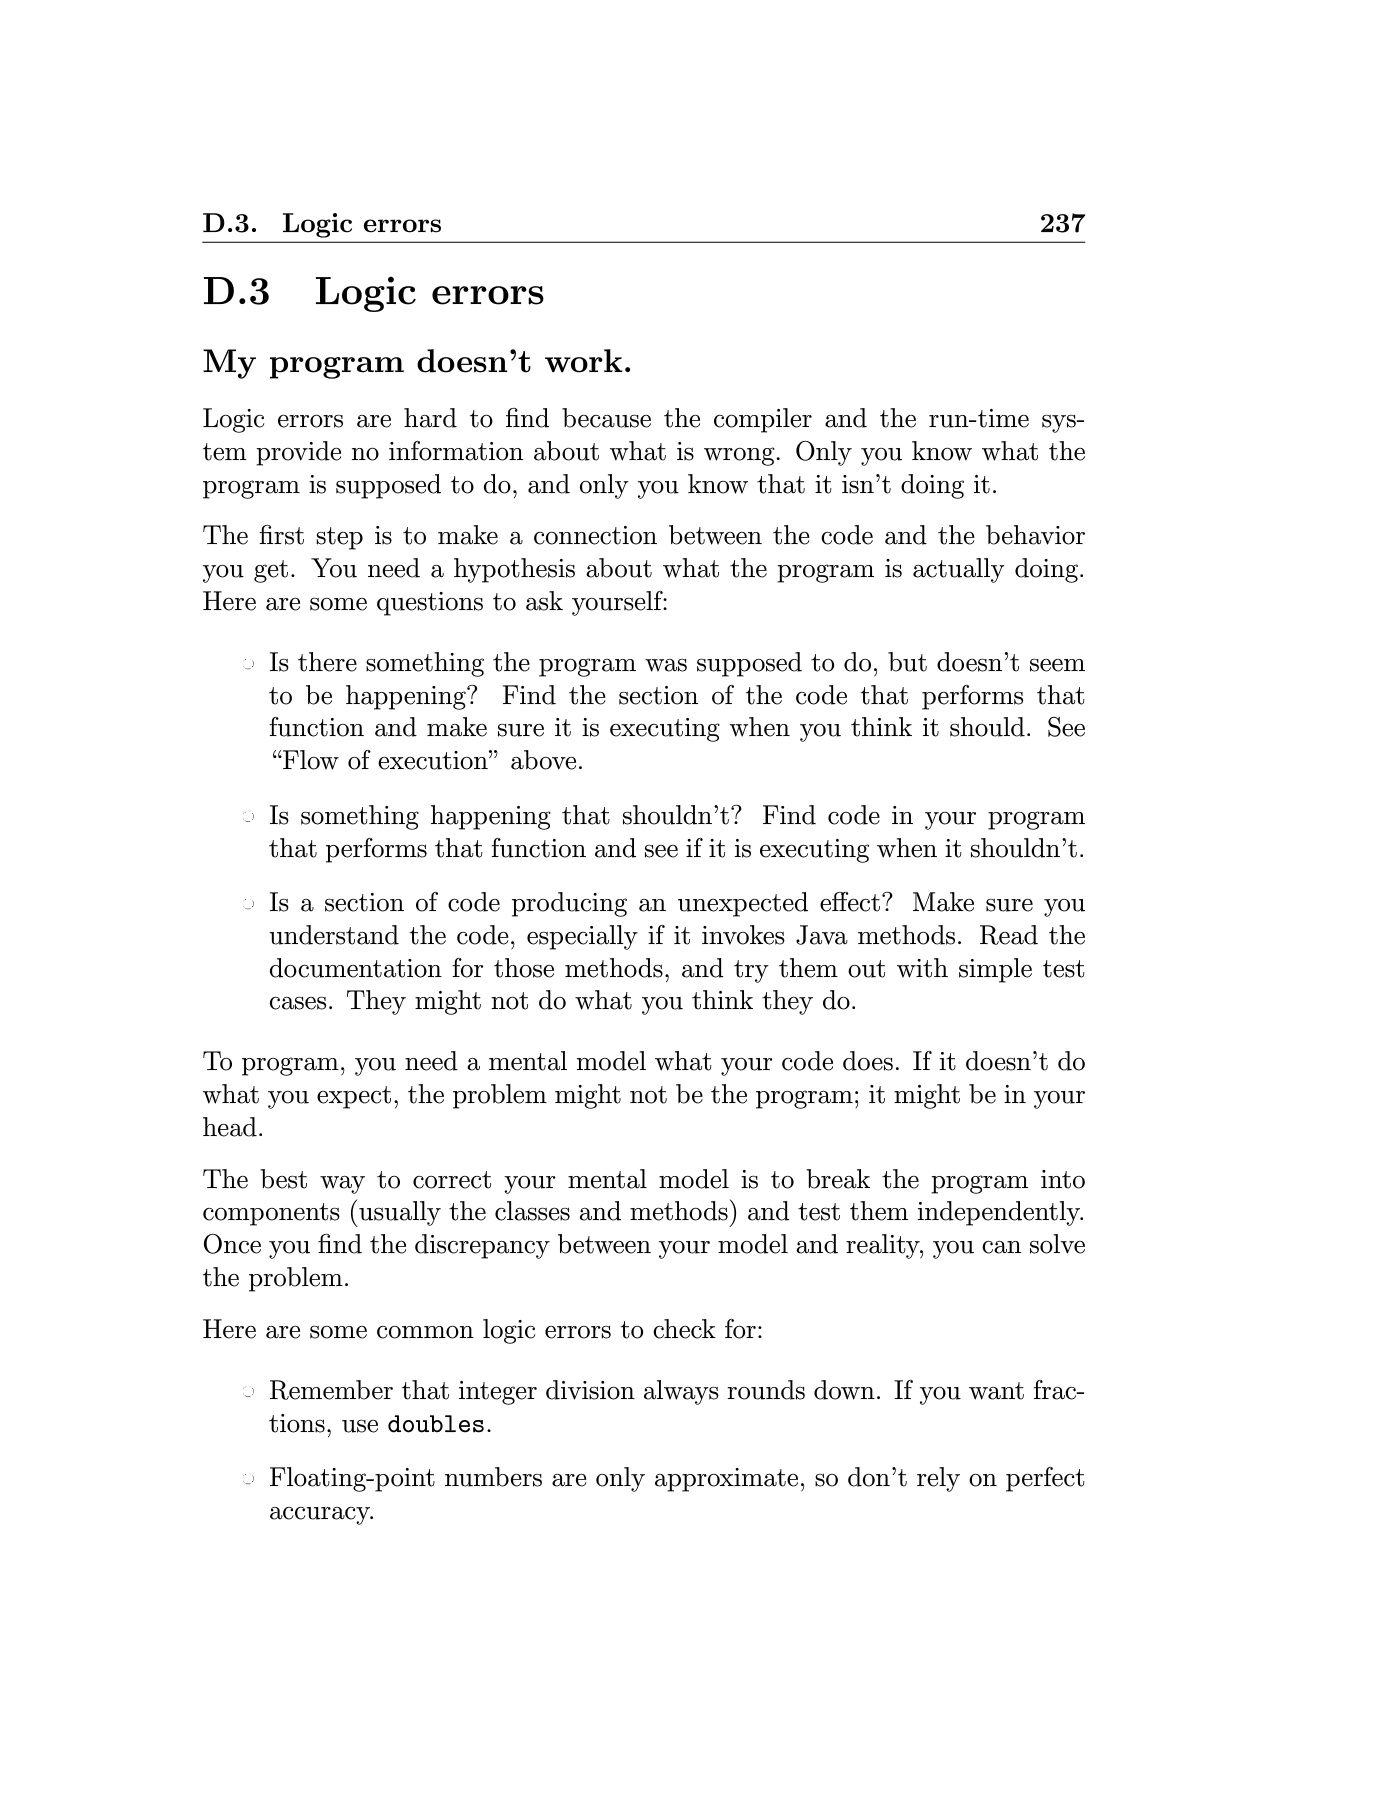 D.3. Logic errors 237
D.3 Logic errors
My program doesn't work.
Logic errors are hard to find because the compiler and the run-time sys-
tem provide no information about what is wrong. Only you know what the
program is supposed to do, and only you know that it isn't doing it.
The first step is to make a connection between the code and the behavior
you get. You need a hypothesis about what the program is actually doing.
Here are some questions to ask yourself:
○ Is there something the program was supposed to do, but doesn't seem
to be happening? Find the section of the code that performs that
function and make sure it is executing when you think it should. See
“Flow of execution” above.
○ Is something happening that shouldn't? Find code in your program
that performs that function and see if it is executing when it shouldn't.
○ Is a section of code producing an unexpected effect? Make sure you
understand the code, especially if it invokes Java methods. Read the
documentation for those methods, and try them out with simple test
cases. They might not do what you think they do.
To program, you need a mental model what your code does. If it doesn't do
what you expect, the problem might not be the program; it might be in your
head.
The best way to correct your mental model is to break the program into
components (usually the classes and methods) and test them independently.
Once you find the discrepancy between your model and reality, you can solve
the problem.
Here are some common logic errors to check for:
○ Remember that integer division always rounds down. If you want frac-
tions, use doubles.
○ Floating-point numbers are only approximate, so don't rely on perfect
accuracy.